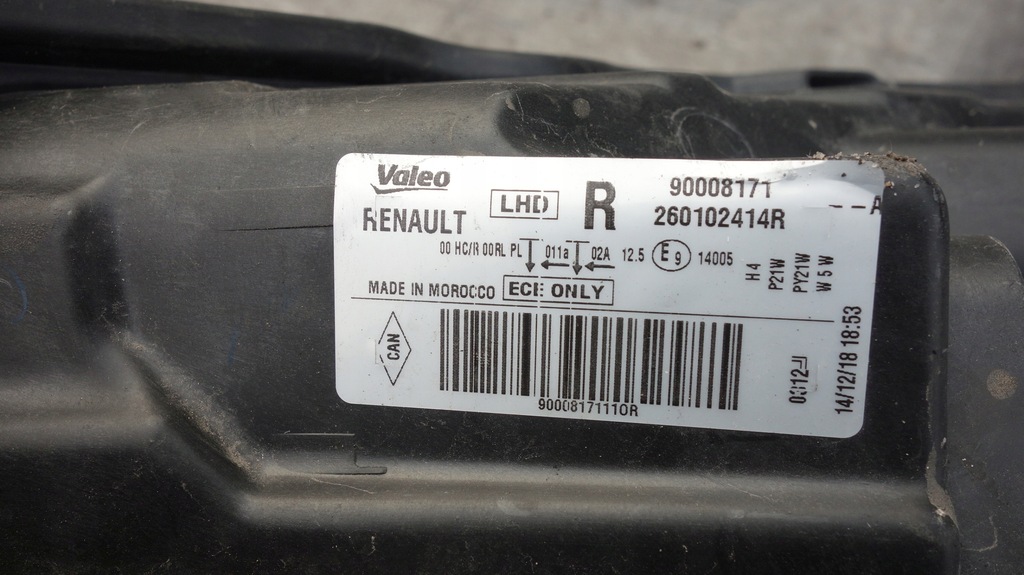 Valeo
RENAULT
LHD
R
90008171
260102414R
--A
00 HC/R 00RL PL 011a 02A 12.5 E9 14005
H4
P21W
PY21W
W5W
MADE IN MOROCCO
ECE ONLY
CAN
90008171110R
14/12/18 18:53